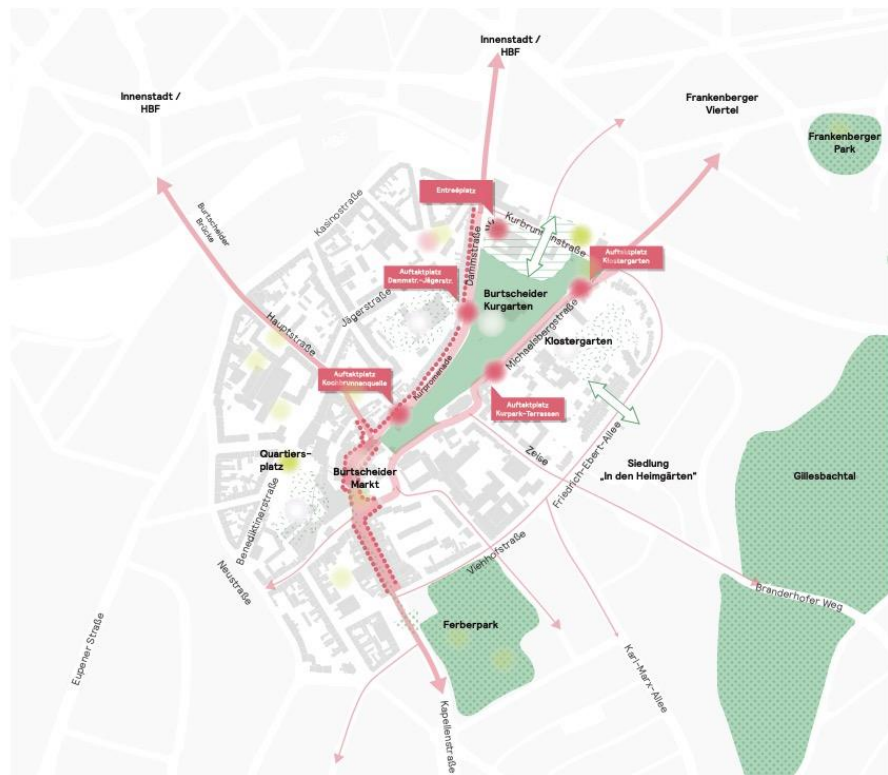 Innenstadt /
HBF
Innenstadt /
HBF
Frankenberger
Viertel
Frankenberger
Park
Entréeplatz
Kurbrunnenstraße
Burtscheider
Brücke
Kasinostraße
Dammstraße
Auftaktplatz
Klostergarten
Auftaktplatz
Dammstr.-Jägerstr.
Burtscheider
Kurgarten
Jägerstraße
Hauptstraße
Michaelsbergstraße
Klostergarten
Kurpromenade
Auftaktplatz
Kochbrunnenquelle
Auftaktplatz
Kurpark-Terrassen
Quartiers-
platz
Burtscheider
Markt
Zeise
Friedrich-Ebert-Allee
Siedlung
„In den Heimgärten"
Gillesbachtal
Benediktinerstraße
Neustraße
Viehhofstraße
Branderhofer Weg
Ferberpark
Eupener Straße
Karl-Marx-Allee
Kapellenstraße